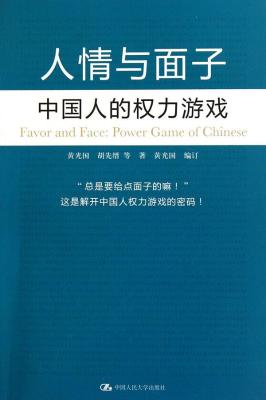 人情与面子
中国人的权力游戏
Favor and Face: Power Game of Chinese
黄光国 胡先缙 等 著 黄光国 编订
“总是要给点面子的嘛！”
这是解开中国人权力游戏的密码！
中国人民大学出版社